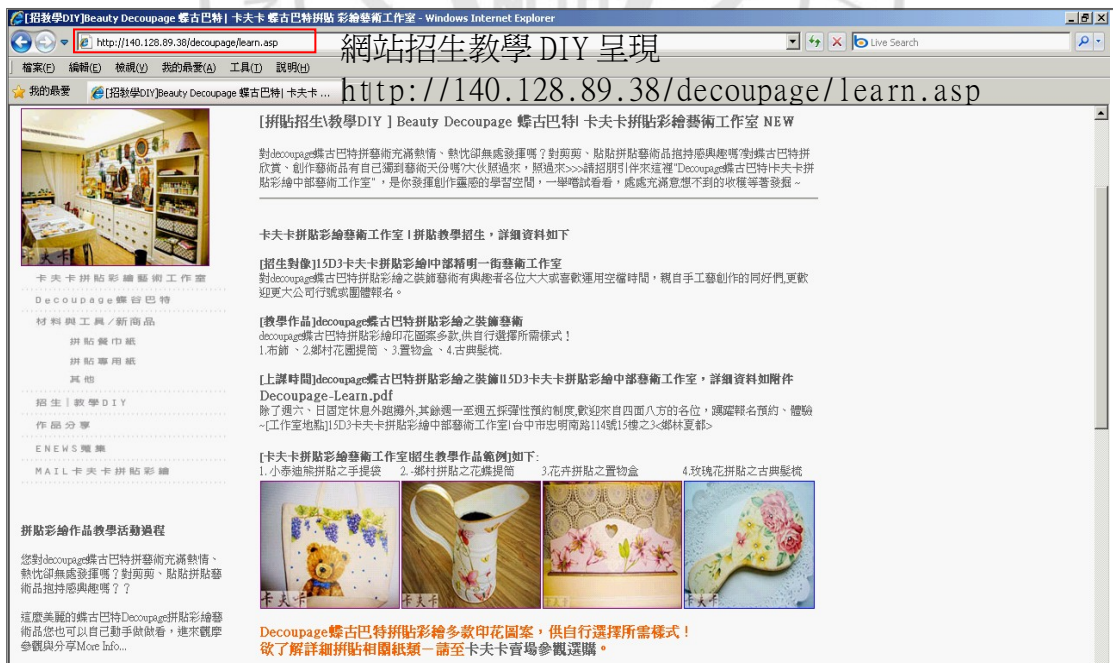 [招教學DIY]Beauty Decoupage 蝶古巴特| 卡夫卡 蝶古巴特拼貼 彩繪藝術工作室 - Windows Internet Explorer
http://140.128.89.38/decoupage/learn.asp
Live Search
網站招生教學 DIY 呈現
檔案(F) 編輯(E) 檢視(V) 我的最愛(A) 工具(T) 說明(H)
我的最愛
[招教學DIY]Beauty Decoupage 蝶古巴特| 卡夫卡 ...
http://140.128.89.38/decoupage/learn.asp
卡夫卡
卡夫卡拼貼彩繪藝術工作室
Decoupage蝶谷巴特
材料與工具/新商品
拼貼餐巾紙
拼貼專用紙
其他
招生|教學DIY
作品分享
ENEWS蒐集
MAIL卡夫卡拼貼彩繪
拼貼彩繪作品教學活動過程
您對decoupage蝶古巴特拼藝術充滿熱情、
熱忱卻無處發揮嗎？對剪剪、貼貼拼貼藝
術品抱持感興趣嗎？？
這麼美麗的蝶古巴特Decoupage拼貼彩繪藝
術品您也可以自己動手做做看，進來觀摩
參觀與分享More Info...
[拼貼招生\教學DIY ] Beauty Decoupage 蝶古巴特| 卡夫卡拼貼彩繪藝術工作室 NEW
對decoupage蝶古巴特拼藝術充滿熱情、熱忱卻無處發揮嗎？對剪剪、貼貼拼貼藝術品抱持感興趣嗎?對蝶古巴特拼
欣賞、創作藝術品有自己獨到藝術天份嗎?大伙照過來，照過來>>>請招朋引伴來這裡"Decoupage蝶古巴特|卡夫卡拼
貼彩繪中部藝術工作室"，是你發揮創作靈感的學習空間，一學嚐試看看，處處充滿意想不到的收穫等著發掘~
卡夫卡拼貼彩繪藝術工作室|拼貼教學招生，詳細資料如下
[招生對像]15D3卡夫卡拼貼彩繪|中部精明一街藝術工作室
對decoupage蝶古巴特拼貼彩繪之裝飾藝術有興趣者各位大大或喜歡運用空檔時間，親自手工藝創作的同好們,更歡
迎更大公司行號或團體報名。
[教學作品]decoupage蝶古巴特拼貼彩繪之裝飾藝術
decoupage蝶古巴特拼貼彩繪印花圖案多款,供自行選擇所需樣式！
1.布飾、2.鄉村花園提筒、3.置物盒、4.古典髮梳.
[上課時間]decoupage蝶古巴特拼貼彩繪之裝飾||15D3卡夫卡拼貼彩繪中部藝術工作室，詳細資料如附件
Decoupage-Learn.pdf
除了週六、日固定休息外跑攤外,其餘週一至週五採彈性預約制度,歡迎來自四面八方的各位，踴躍報名預約、體驗
~[工作室地點]15D3卡夫卡拼貼彩繪中部藝術工作室|台中市忠明南路114號15樓之3<鄉林夏都>
[卡夫卡拼貼彩繪藝術工作室|招生教學作品範例]如下:
1.小泰迪熊拼貼之手提袋 2.-鄉村拼貼之花蝶提筒 3.花卉拼貼之置物盒 4.玫瑰花拼貼之古典髮梳
卡夫卡 卡夫卡 卡夫卡
Decoupage蝶古巴特拼貼彩繪多款印花圖案，供自行選擇所需樣式！
欲了解詳細拼貼相關紙類－請至卡夫卡賣場參觀選購。